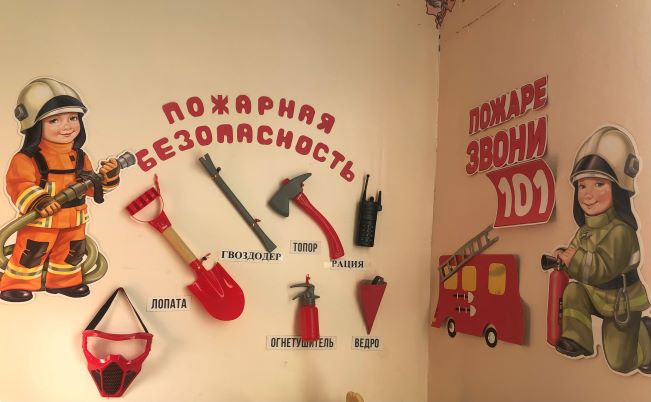 ПОЖАРНАЯ
БЕЗОПАСНОСТЬ
ГВОЗДОДЕР
ТОПОР
РАЦИЯ
ЛОПАТА
ОГНЕТУШИТЕЛЬ
ВЕДРО
ПОЖАРЕ
ЗВОНИ
101